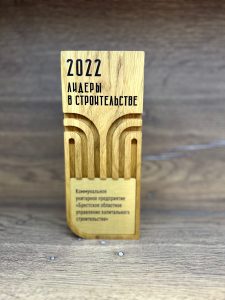 2022
ЛИДЕРЫ
В СТРОИТЕЛЬСТВЕ
Коммунальное
унитарное предприятие
«Брестское областное
управление капитального
строительства»